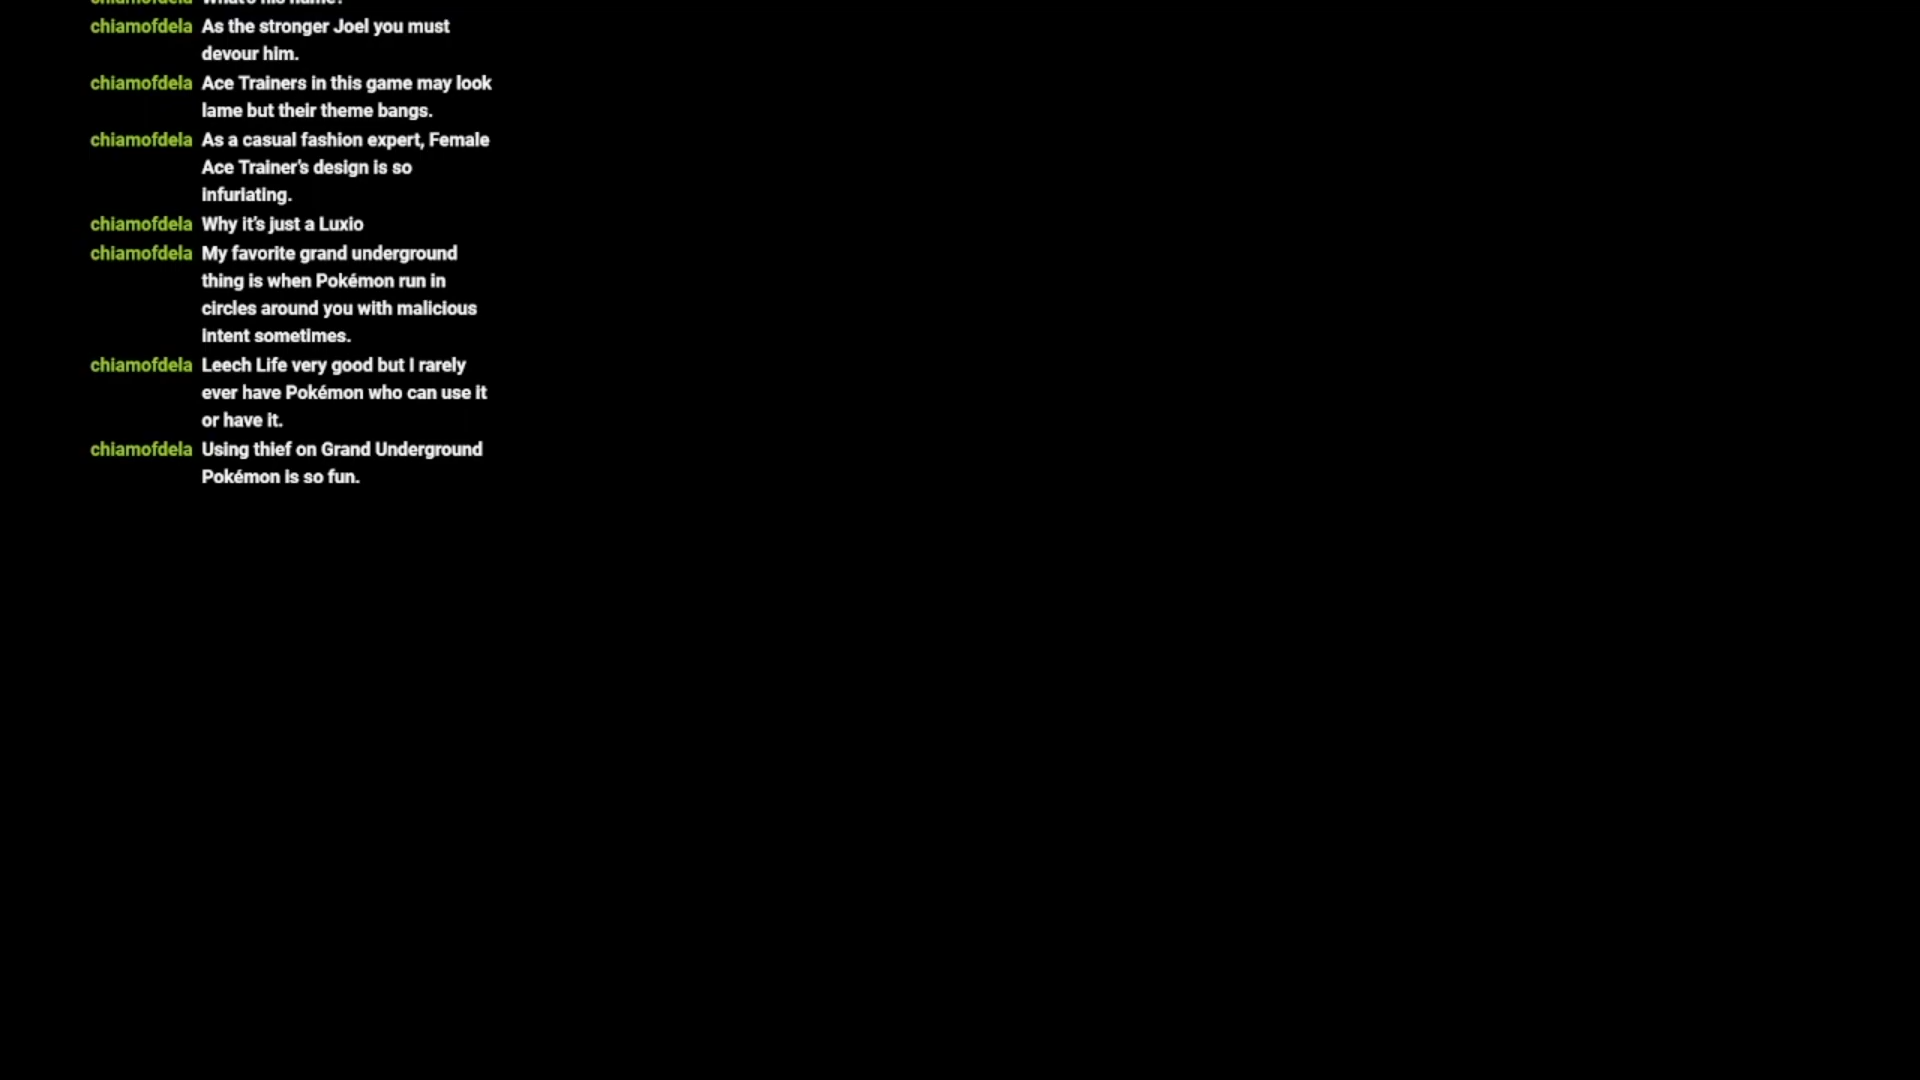 chiamofdela What's his name?
chiamofdela As the stronger Joel you must
devour him.
chiamofdela Ace Trainers in this game may look
lame but their theme bangs.
chiamofdela As a casual fashion expert, Female
Ace Trainer's design is so
infuriating.
chiamofdela Why it's just a Luxio
chiamofdela My favorite grand underground
thing is when Pokémon run in
circles around you with malicious
intent sometimes.
chiamofdela Leech Life very good but I rarely
ever have Pokémon who can use it
or have it.
chiamofdela Using thief on Grand Underground
Pokémon is so fun.